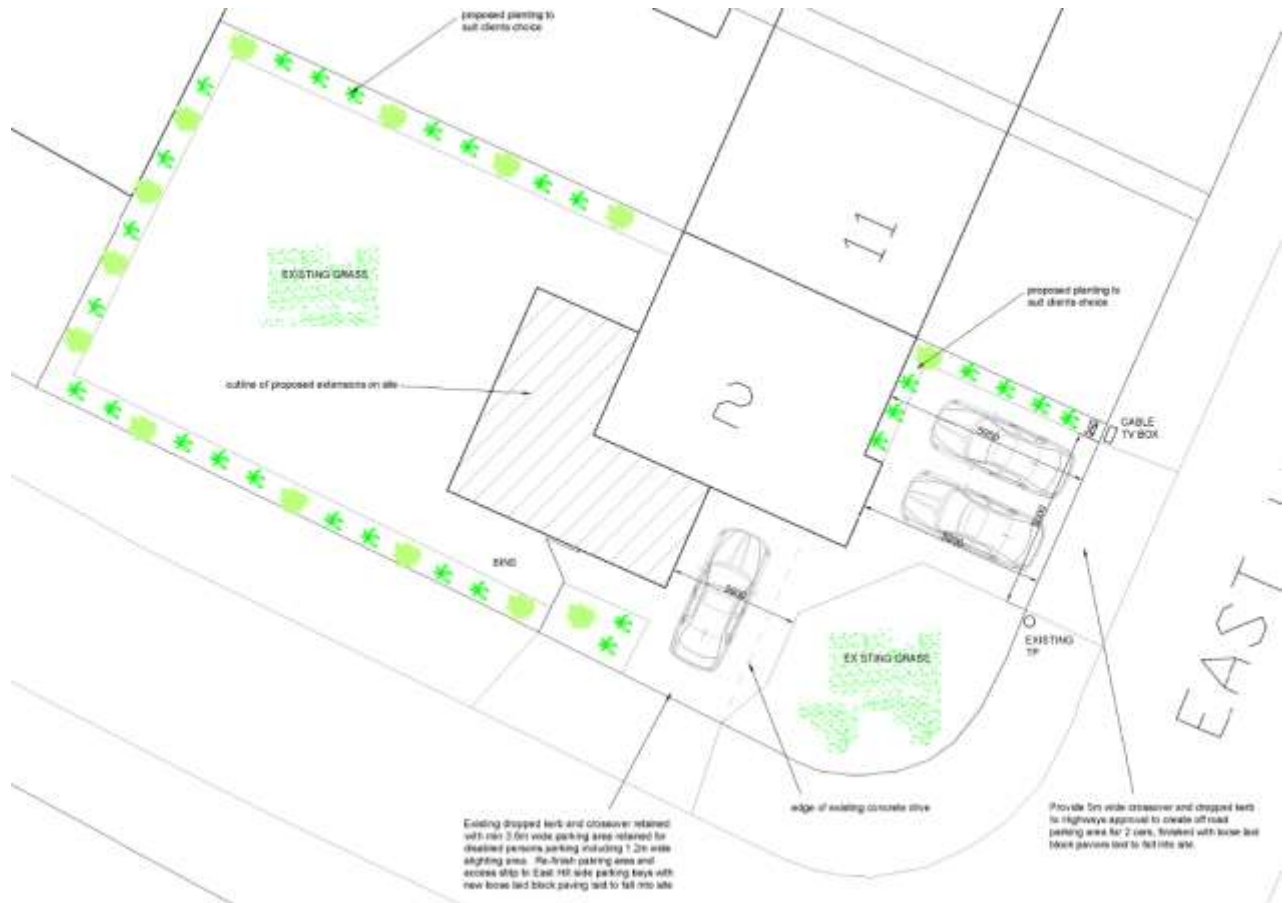 proposed planting to
suit clients choice
11
EXISTING GRASS
proposed planting to
suit clients choice
outline of proposed extensions on site
2
CABLE
TV BOX
5950
BINS
3600
EXISTING
TP
EXISTING GRASS
EAST
edge of existing concrete drive
Existing dropped kerb and crossover retained
with min 3.6m wide parking area retained for
disabled persons parking including 1.2m wide
alighting area. Re-finish parking area and
access strip to East Hill side parking bays with
new loose laid block paving laid to fall into site
Provide 5m wide crossover and dropped kerb
to Highways approval to create off road
parking area for 2 cars, finished with loose laid
block paviors laid to fall into site.